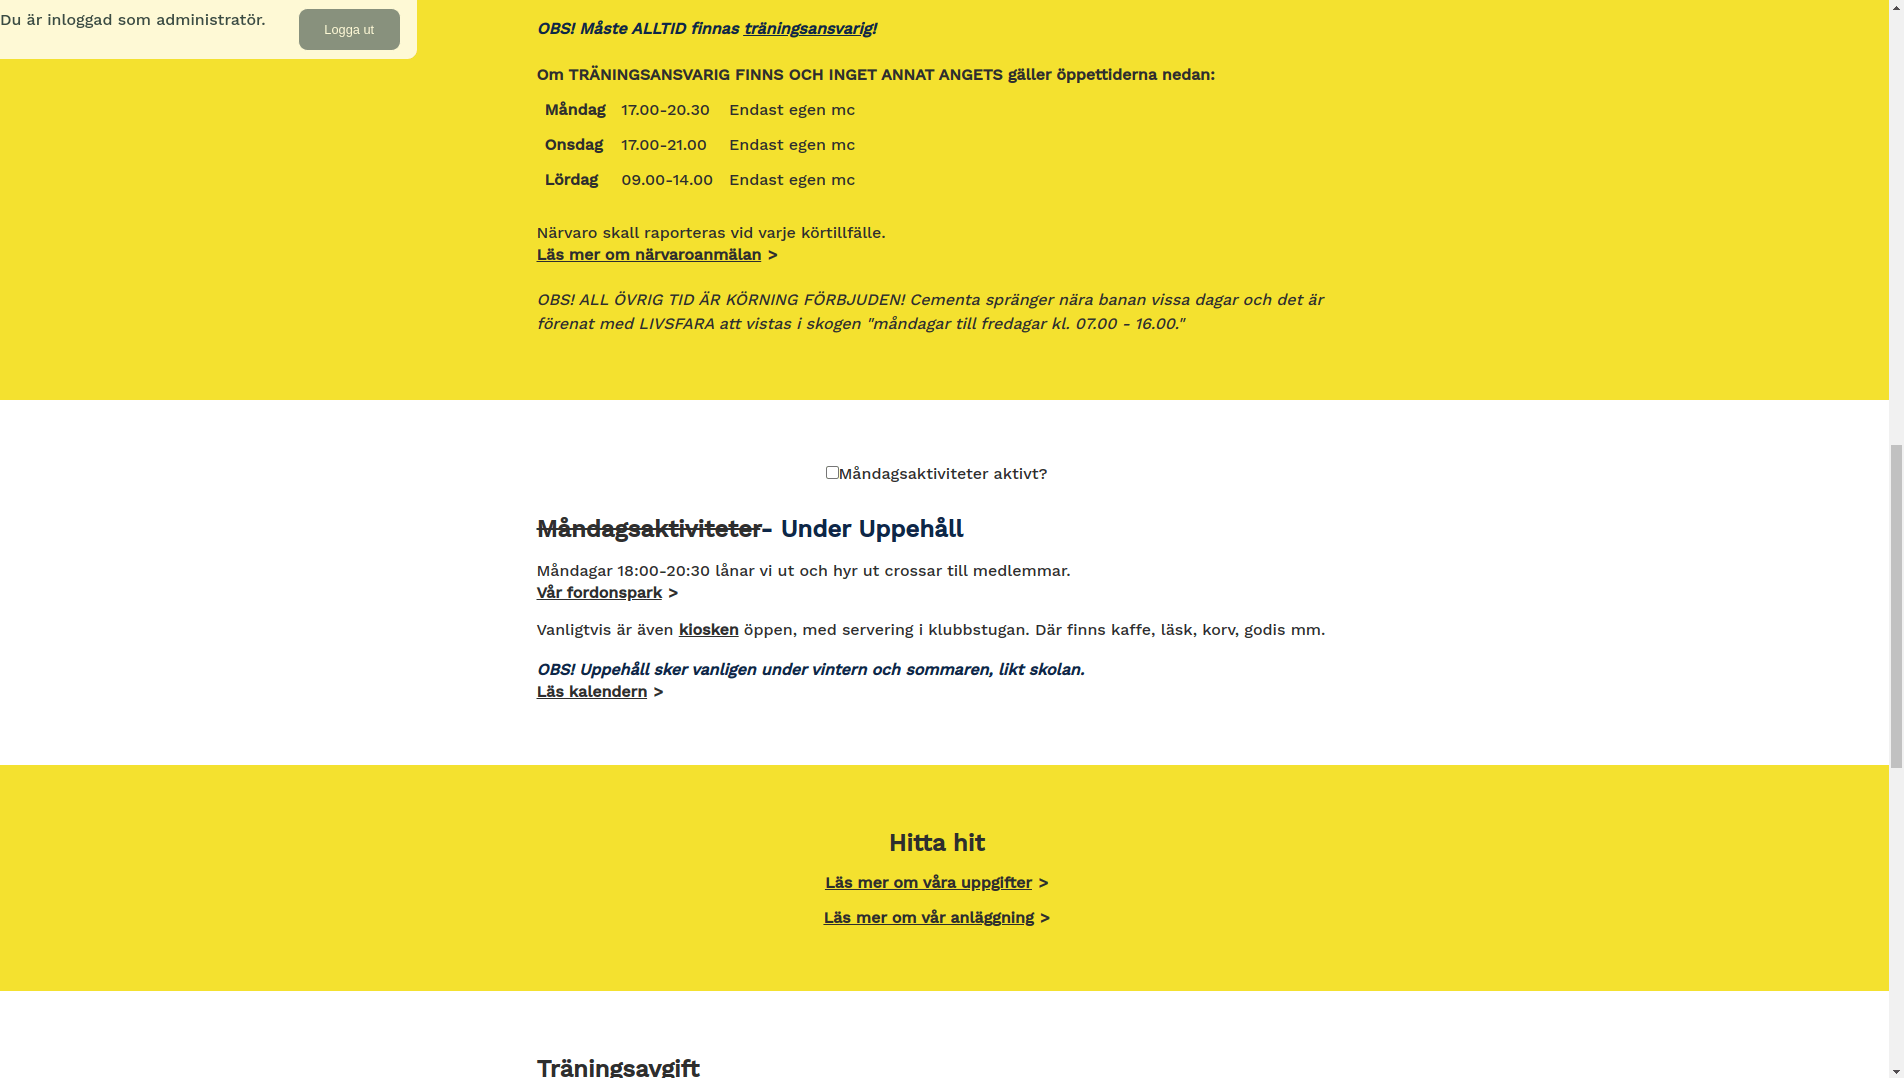 Du är inloggad som administratör.
Logga ut
OBS! Måste ALLTID finnas träningsansvarig!
Om TRÄNINGSANSVARIG FINNS OCH INGET ANNAT ANGETS gäller öppettiderna nedan:
Måndag 17.00-20.30 Endast egen mc
Onsdag 17.00-21.00 Endast egen mc
Lördag 09.00-14.00 Endast egen mc
Närvaro skall raporteras vid varje körtillfälle.
Läs mer om närvaroanmälan >
OBS! ALL ÖVRIG TID ÄR KÖRNING FÖRBJUDEN! Cementa spränger nära banan vissa dagar och det är
förenat med LIVSFARA att vistas i skogen "måndagar till fredagar kl. 07.00 - 16.00."
Måndagsaktiviteter aktivt?
Måndagsaktiviteter- Under Uppehåll
Måndagar 18:00-20:30 lånar vi ut och hyr ut crossar till medlemmar.
Vår fordonspark >
Vanligtvis är även kiosken öppen, med servering i klubbstugan. Där finns kaffe, läsk, korv, godis mm.
OBS! Uppehåll sker vanligen under vintern och sommaren, likt skolan.
Läs kalendern >
Hitta hit
Läs mer om våra uppgifter >
Läs mer om vår anläggning >
Träningsavgift